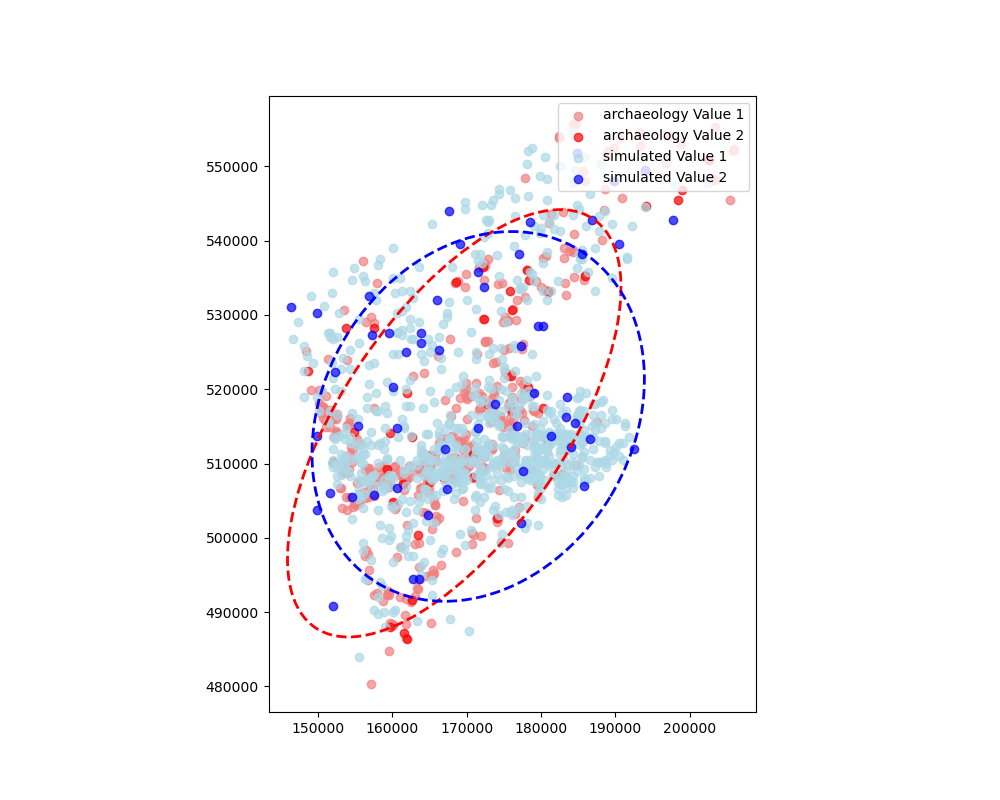 archaeology Value 1
archaeology Value 2
simulated Value 1
simulated Value 2
550000
540000
530000
520000
510000
500000
490000
480000
150000 160000 170000 180000 190000 200000